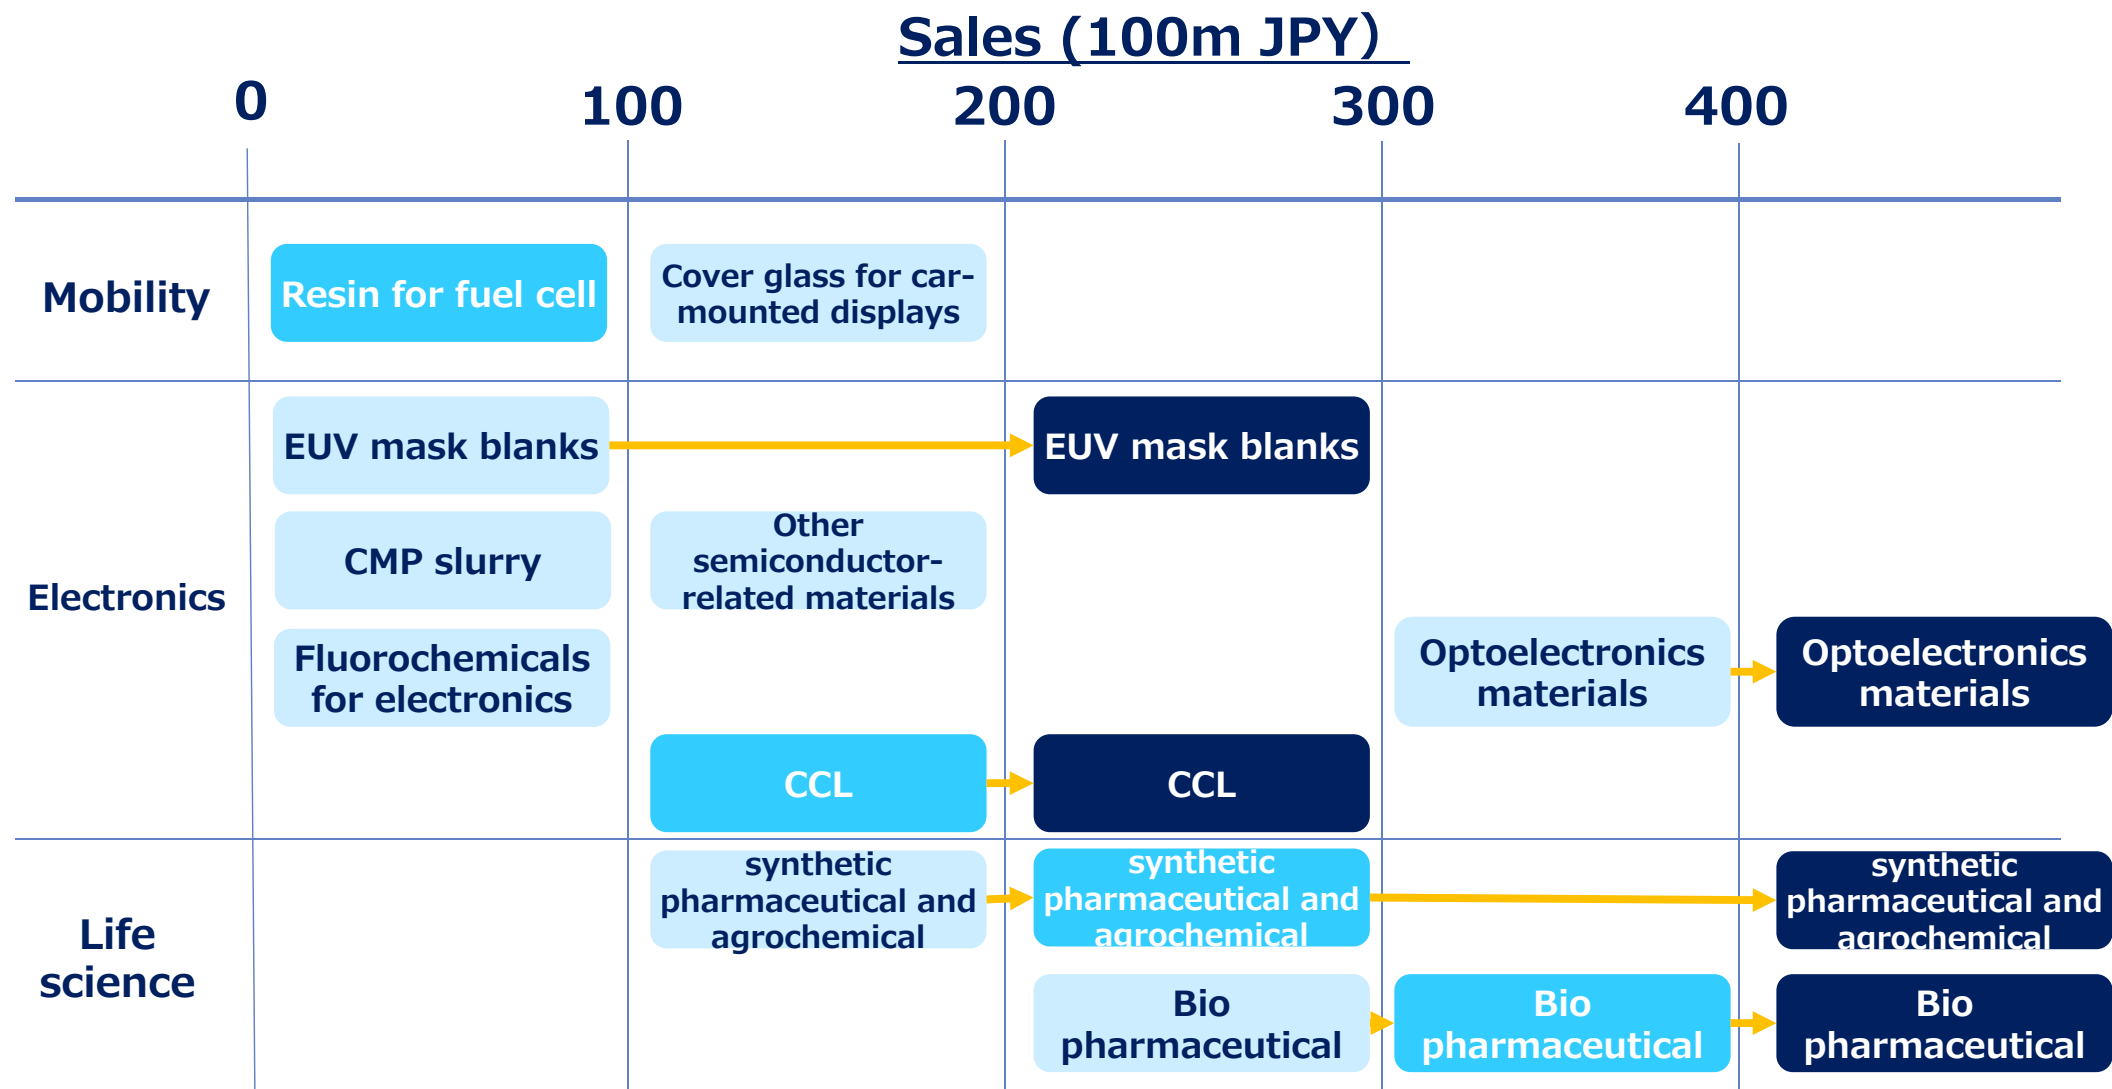 Sales (100m JPY）
0
100
200
300
400
Mobility
Resin for fuel cell
Cover glass for car-
mounted displays
Electronics
EUV mask blanks
EUV mask blanks
CMP slurry
Other
semiconductor-
related materials
Fluorochemicals
for electronics
Optoelectronics
materials
Optoelectronics
materials
CCL
CCL
Life
science
synthetic
pharmaceutical and
agrochemical
synthetic
pharmaceutical and
agrochemical
synthetic
pharmaceutical and
agrochemical
Bio
pharmaceutical
Bio
pharmaceutical
Bio
pharmaceutical